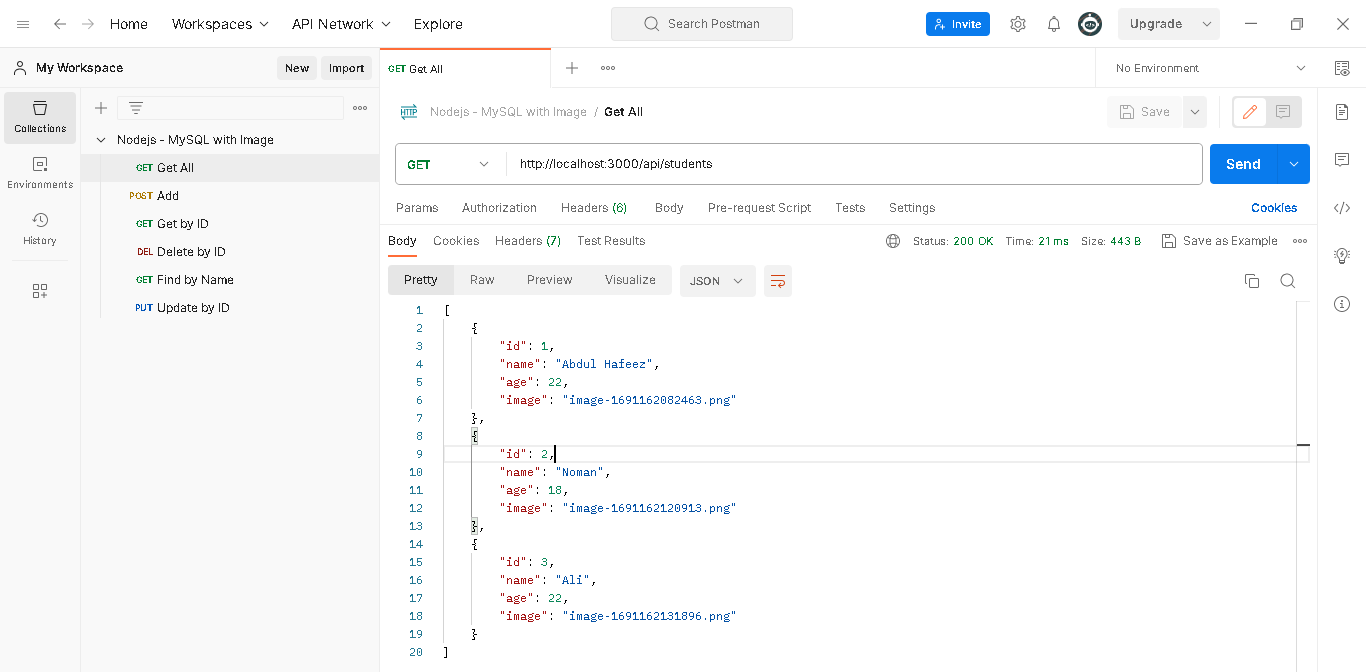 Home Workspaces API Network Explore Search Postman Invite Upgrade
My Workspace New Import GET Get All No Environment
Collections
Environments
History
Nodejs - MySQL with Image
GET Get All
POST Add
GET Get by ID
DEL Delete by ID
GET Find by Name
PUT Update by ID
HTTP Nodejs - MySQL with Image / Get All Save
GET http://localhost:3000/api/students Send
Params Authorization Headers (6) Body Pre-request Script Tests Settings Cookies
Body Cookies Headers (7) Test Results Status: 200 OK Time: 21 ms Size: 443 B Save as Example
Pretty Raw Preview Visualize JSON
1 [
2 {
3 "id": 1,
4 "name": "Abdul Hafeez",
5 "age": 22,
6 "image": "image-1691162082463.png"
7 },
8 {
9 "id": 2,
10 "name": "Noman",
11 "age": 18,
12 "image": "image-1691162120913.png"
13 },
14 {
15 "id": 3,
16 "name": "Ali",
17 "age": 22,
18 "image": "image-1691162131896.png"
19 }
20 ]